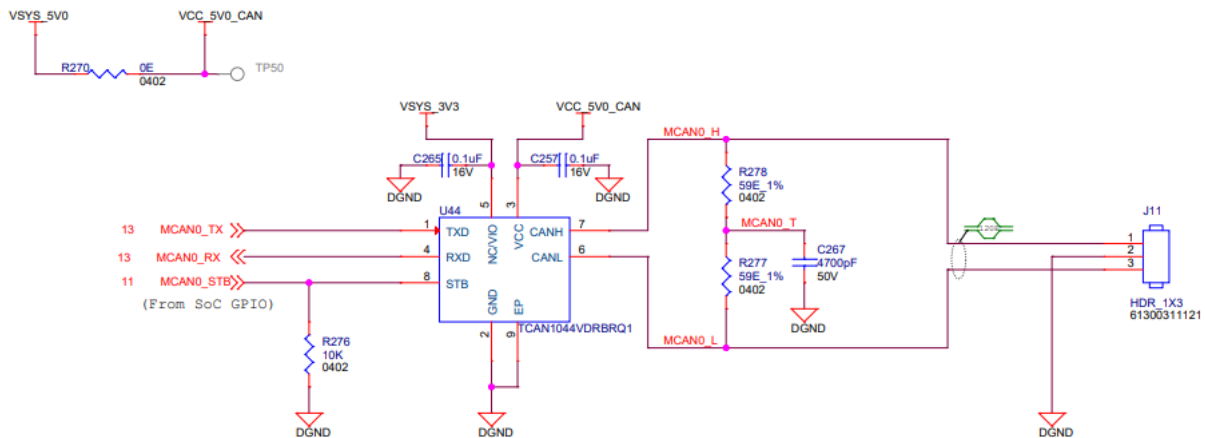 VSYS_5V0
VCC_5V0_CAN
R270
0E
0402
TP50
VSYS_3V3
VCC_5V0_CAN
C265
0.1uF
16V
C257
0.1uF
16V
DGND
DGND
MCAN0_H
R278
59E_1%
0402
U44
5
3
13
MCAN0_TX
1
TXD
NC/VIO
VCC
CANH
7
MCAN0_T
J11
13
MCAN0_RX
4
RXD
CANL
6
C267
4700pF
50V
R277
59E_1%
0402
1
2
3
11
MCAN0_STB
8
STB
(From SoC GPIO)
GND
EP
DGND
HDR_1X3
61300311121
TCAN1044VDRBRQ1
2
9
MCAN0_L
R276
10K
0402
DGND
DGND
DGND